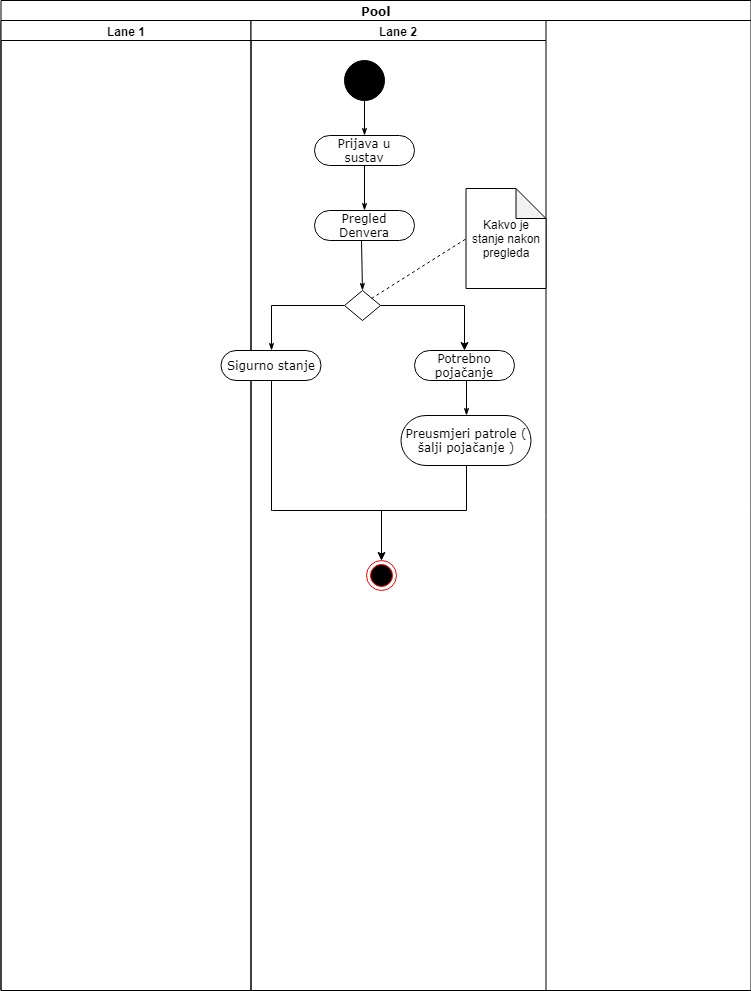 Pool
Lane 1
Lane 2
Prijava u
sustav
Pregled
Denvera
Kakvo je
stanje nakon
pregleda
Sigurno stanje
Potrebno
pojačanje
Preusmjeri patrole (
šalji pojačanje )